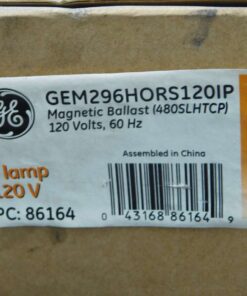 GE
GEM296HORS120IP
Magnetic Ballast (480SLHTCP)
120 Volts, 60 Hz
Assembled in China
lamp
120 V
PC: 86164
0 43168 86164 9